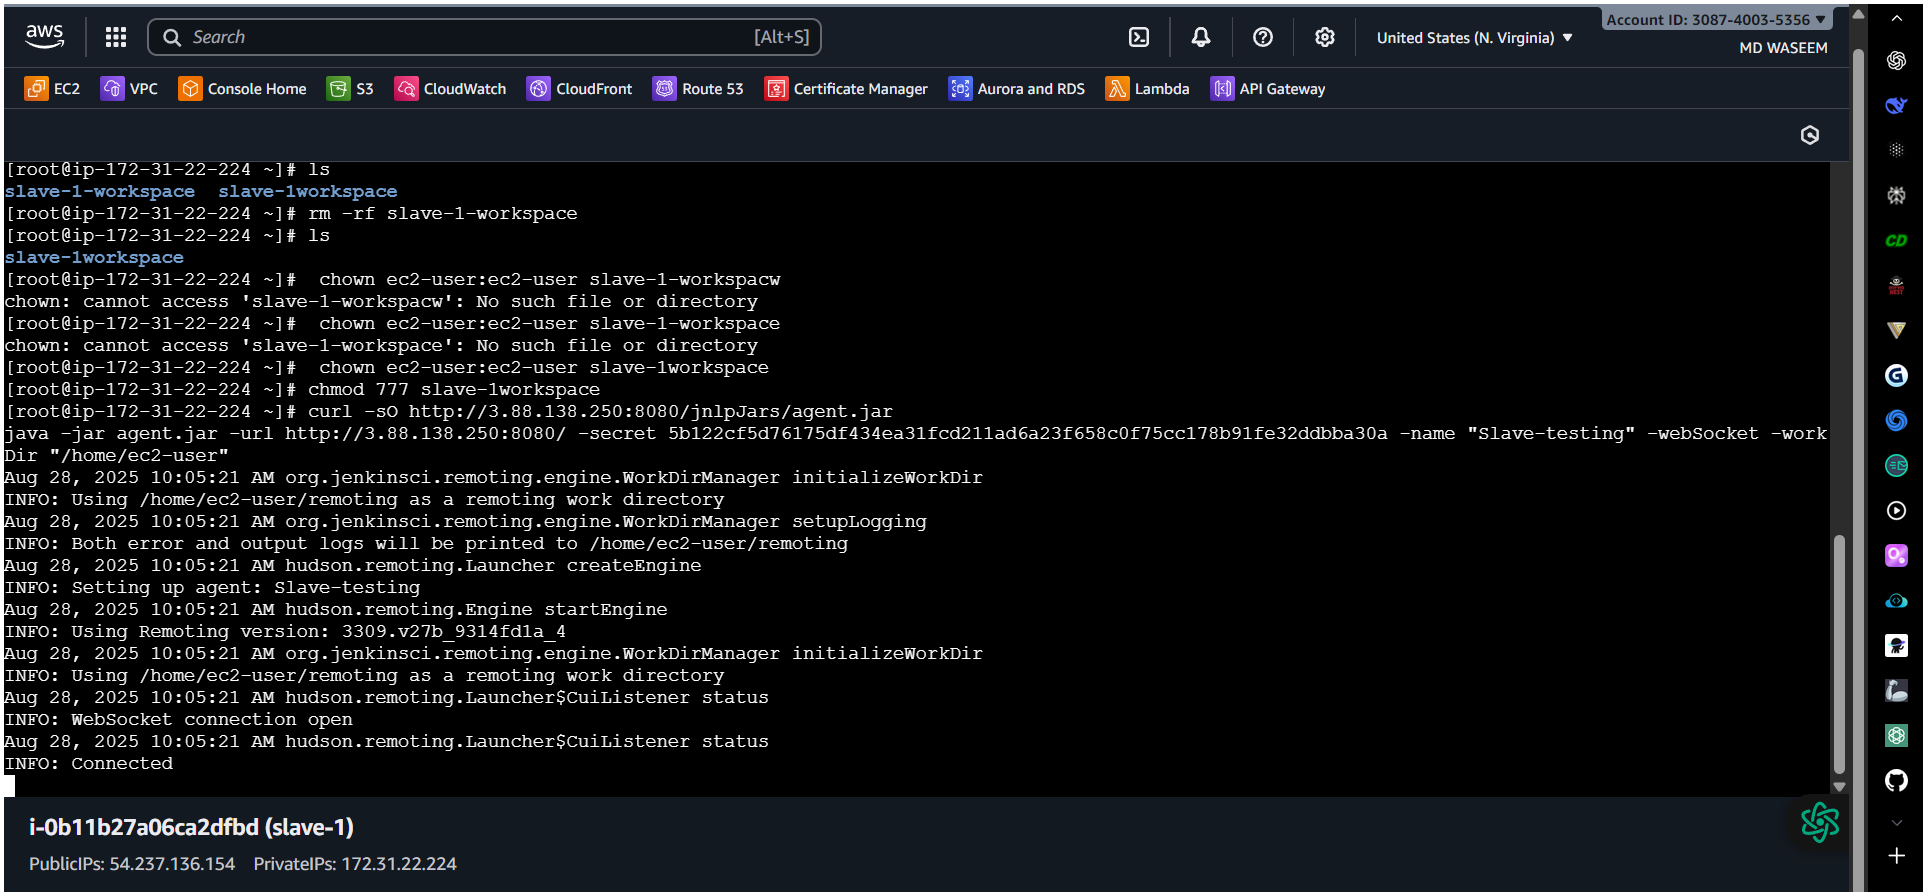 Account ID: 3087-4003-5356
aws
Search
[Alt+S]
United States (N. Virginia)
MD WASEEM
EC2
VPC
Console Home
S3
CloudWatch
CloudFront
Route 53
Certificate Manager
Aurora and RDS
Lambda
API Gateway
[root@ip-172-31-22-224 ~]# ls
slave-1-workspace  slave-1workspace
[root@ip-172-31-22-224 ~]# rm -rf slave-1-workspace
[root@ip-172-31-22-224 ~]# ls
slave-1workspace
[root@ip-172-31-22-224 ~]#  chown ec2-user:ec2-user slave-1-workspacw
chown: cannot access 'slave-1-workspacw': No such file or directory
[root@ip-172-31-22-224 ~]#  chown ec2-user:ec2-user slave-1-workspace
chown: cannot access 'slave-1-workspace': No such file or directory
[root@ip-172-31-22-224 ~]#  chown ec2-user:ec2-user slave-1workspace
[root@ip-172-31-22-224 ~]# chmod 777 slave-1workspace
[root@ip-172-31-22-224 ~]# curl -sO http://3.88.138.250:8080/jnlpJars/agent.jar
java -jar agent.jar -url http://3.88.138.250:8080/ -secret 5b122cf5d76175df434ea31fcd211ad6a23f658c0f75cc178b91fe32ddbba30a -name "Slave-testing" -webSocket -work
Dir "/home/ec2-user"
Aug 28, 2025 10:05:21 AM org.jenkinsci.remoting.engine.WorkDirManager initializeWorkDir
INFO: Using /home/ec2-user/remoting as a remoting work directory
Aug 28, 2025 10:05:21 AM org.jenkinsci.remoting.engine.WorkDirManager setupLogging
INFO: Both error and output logs will be printed to /home/ec2-user/remoting
Aug 28, 2025 10:05:21 AM hudson.remoting.Launcher createEngine
INFO: Setting up agent: Slave-testing
Aug 28, 2025 10:05:21 AM hudson.remoting.Engine startEngine
INFO: Using Remoting version: 3309.v27b_9314fd1a_4
Aug 28, 2025 10:05:21 AM org.jenkinsci.remoting.engine.WorkDirManager initializeWorkDir
INFO: Using /home/ec2-user/remoting as a remoting work directory
Aug 28, 2025 10:05:21 AM hudson.remoting.Launcher$CuiListener status
INFO: WebSocket connection open
Aug 28, 2025 10:05:21 AM hudson.remoting.Launcher$CuiListener status
INFO: Connected
i-0b11b27a06ca2dfbd (slave-1)
PublicIPs: 54.237.136.154   PrivateIPs: 172.31.22.224
CD